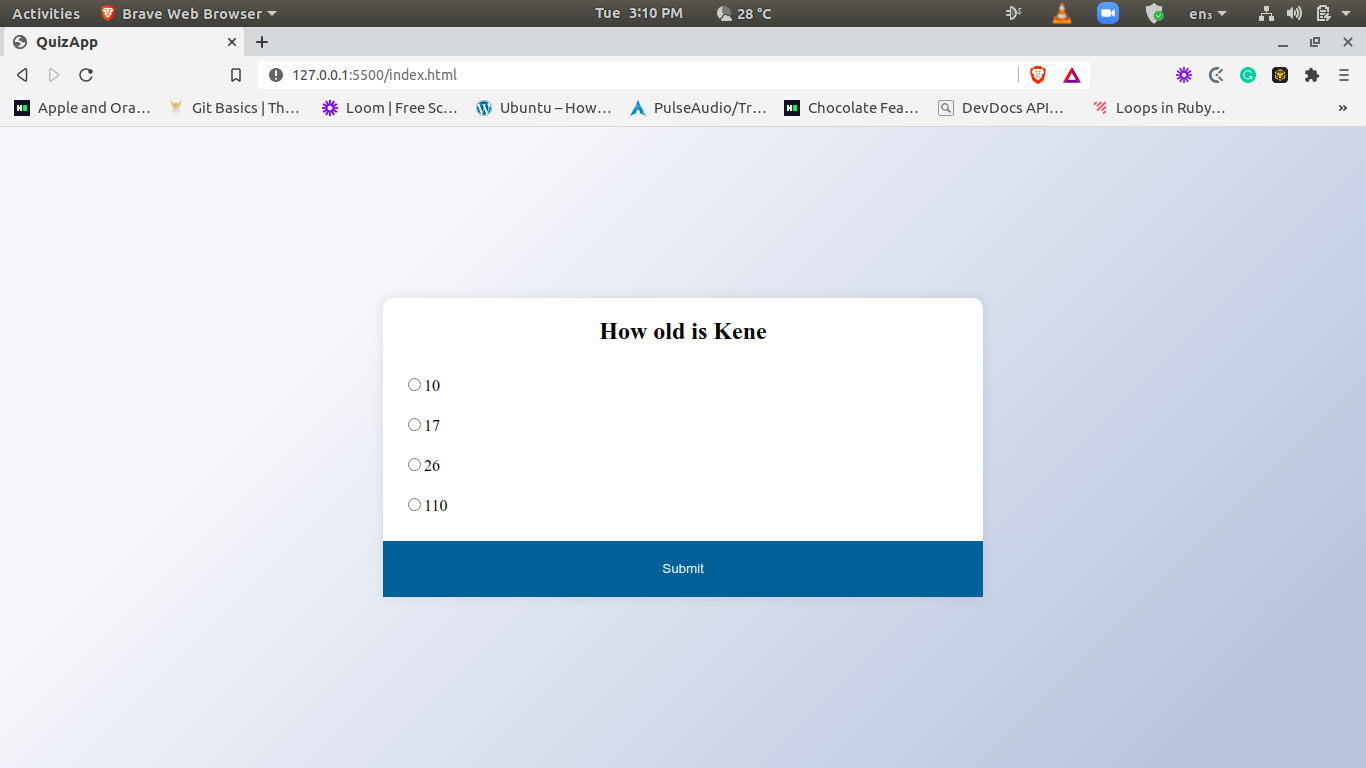 Activities Brave Web Browser Tue 3:10 PM 28 °C en₃
QuizApp
127.0.0.1:5500/index.html
Apple and Ora… Git Basics | Th… Loom | Free Sc… Ubuntu – How… PulseAudio/Tr… Chocolate Fea… DevDocs API… Loops in Ruby… »
How old is Kene
10
17
26
110
Submit